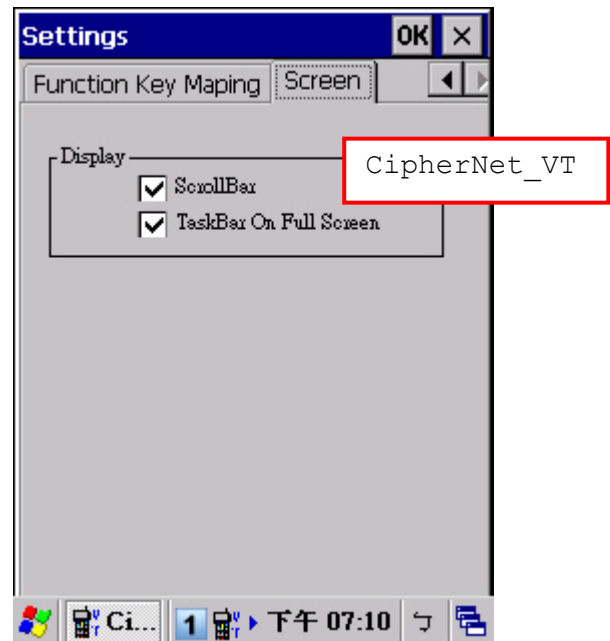 Settings OK ×
Function Key Maping Screen
Display
CipherNet_VT
ScrollBar
TaskBar On Full Screen
Ci... 1 下午 07:10 ㄅ